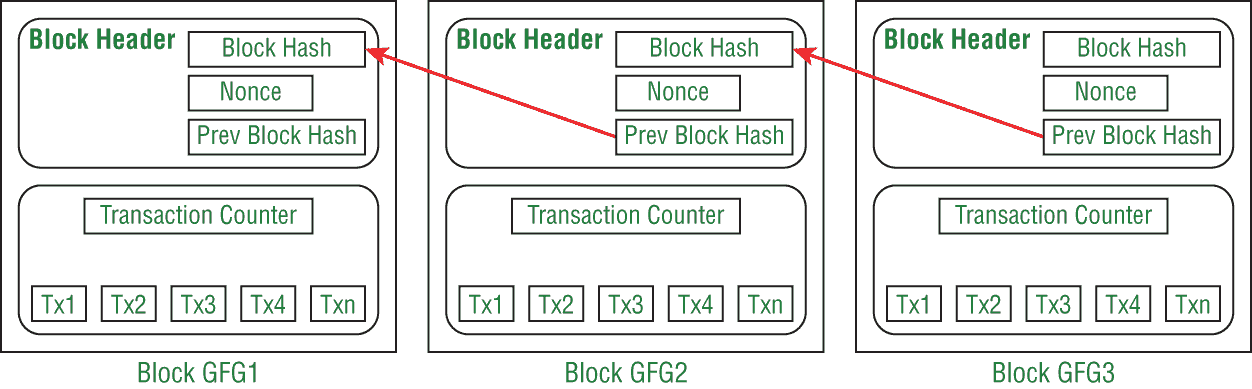 Block Header
Block Hash
Nonce
Prev Block Hash
Transaction Counter
Tx1 Tx2 Tx3 Tx4 Txn
Block GFG1
Block Header
Block Hash
Nonce
Prev Block Hash
Transaction Counter
Tx1 Tx2 Tx3 Tx4 Txn
Block GFG2
Block Header
Block Hash
Nonce
Prev Block Hash
Transaction Counter
Tx1 Tx2 Tx3 Tx4 Txn
Block GFG3